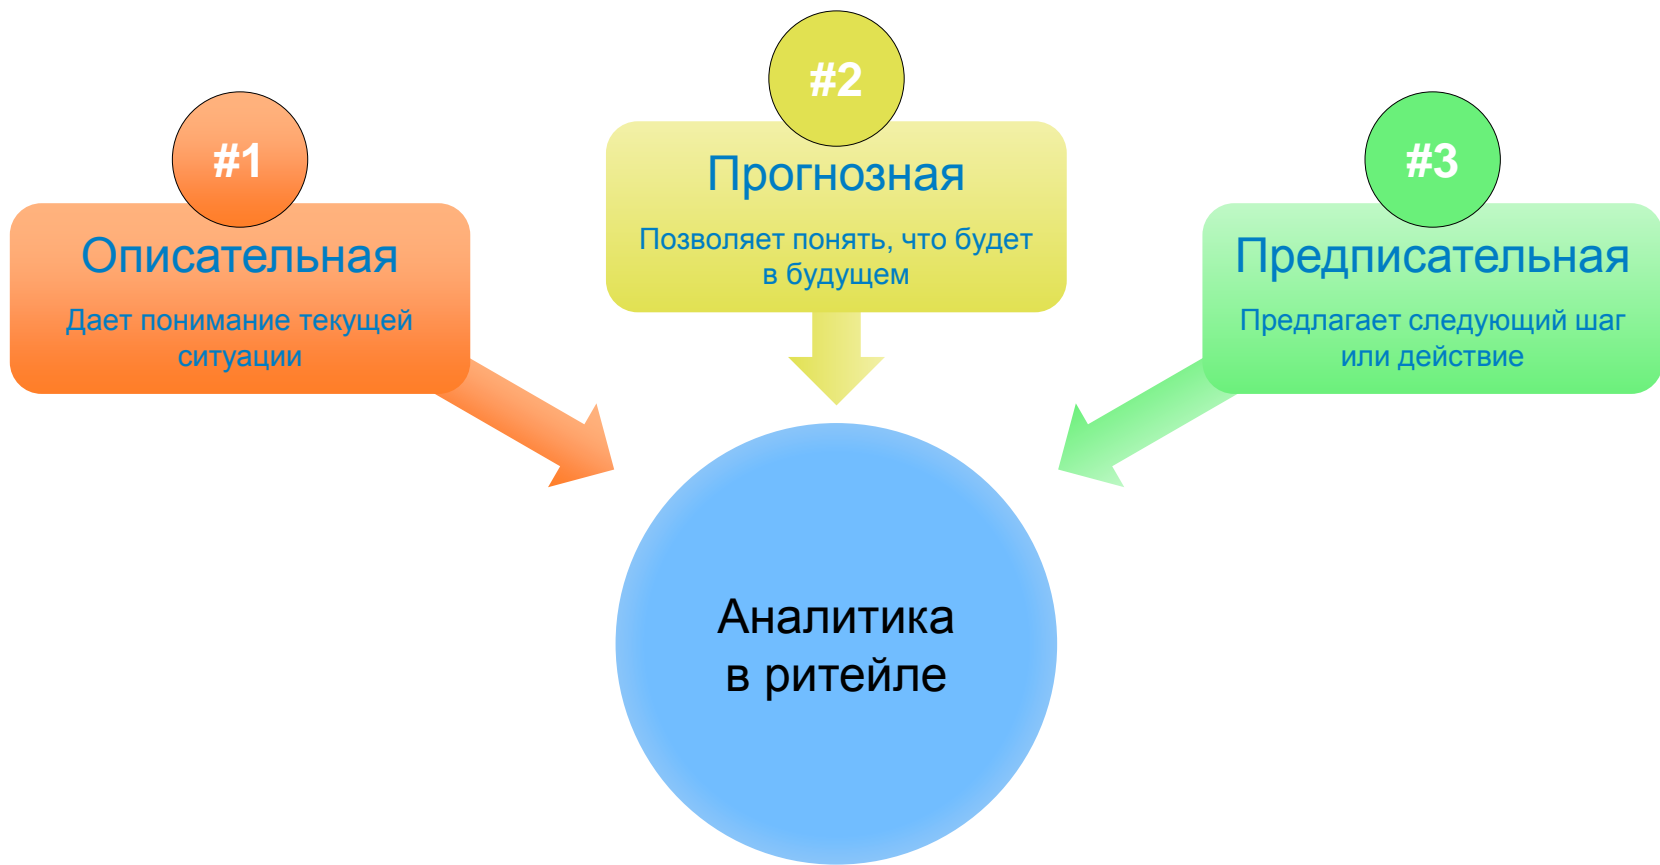 #1
Описательная
Дает понимание текущей
ситуации
#2
Прогнозная
Позволяет понять, что будет
в будущем
#3
Предписательная
Предлагает следующий шаг
или действие
Аналитика
в ритейле